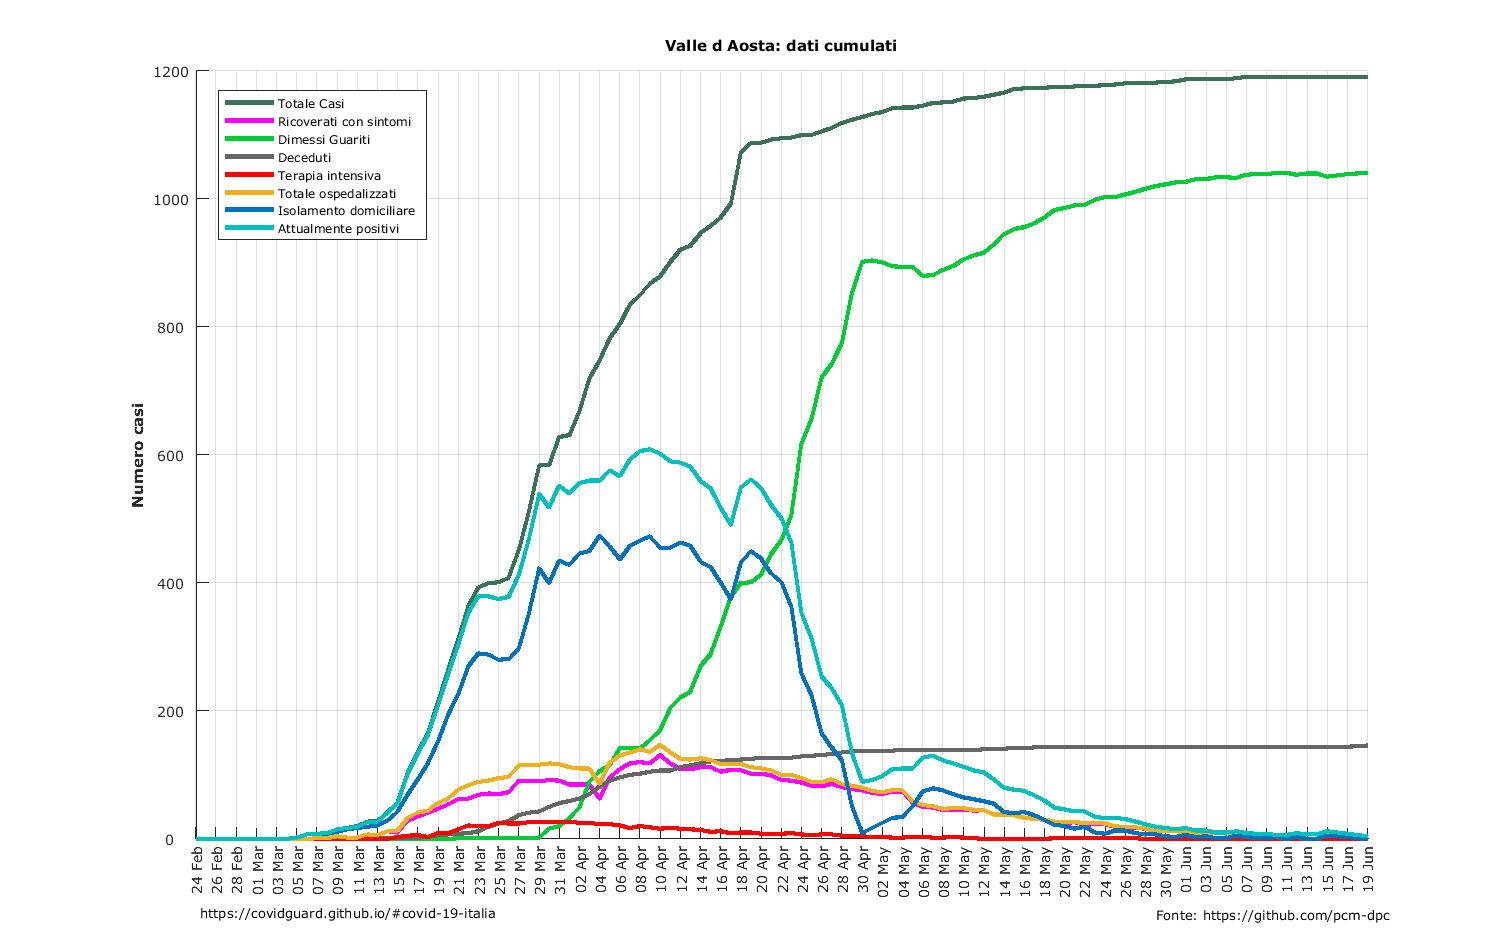 Valle d Aosta: dati cumulati
Numero casi
1200
1000
800
600
400
200
0
Totale Casi
Ricoverati con sintomi
Dimessi Guariti
Deceduti
Terapia intensiva
Totale ospedalizzati
Isolamento domiciliare
Attualmente positivi
24 Feb
26 Feb
28 Feb
01 Mar
03 Mar
05 Mar
07 Mar
09 Mar
11 Mar
13 Mar
15 Mar
17 Mar
19 Mar
21 Mar
23 Mar
25 Mar
27 Mar
29 Mar
31 Mar
02 Apr
04 Apr
06 Apr
08 Apr
10 Apr
12 Apr
14 Apr
16 Apr
18 Apr
20 Apr
22 Apr
24 Apr
26 Apr
28 Apr
30 Apr
02 May
04 May
06 May
08 May
10 May
12 May
14 May
16 May
18 May
20 May
22 May
24 May
26 May
28 May
30 May
01 Jun
03 Jun
05 Jun
07 Jun
09 Jun
11 Jun
13 Jun
15 Jun
17 Jun
19 Jun
https://covidguard.github.io/#covid-19-italia
Fonte: https://github.com/pcm-dpc